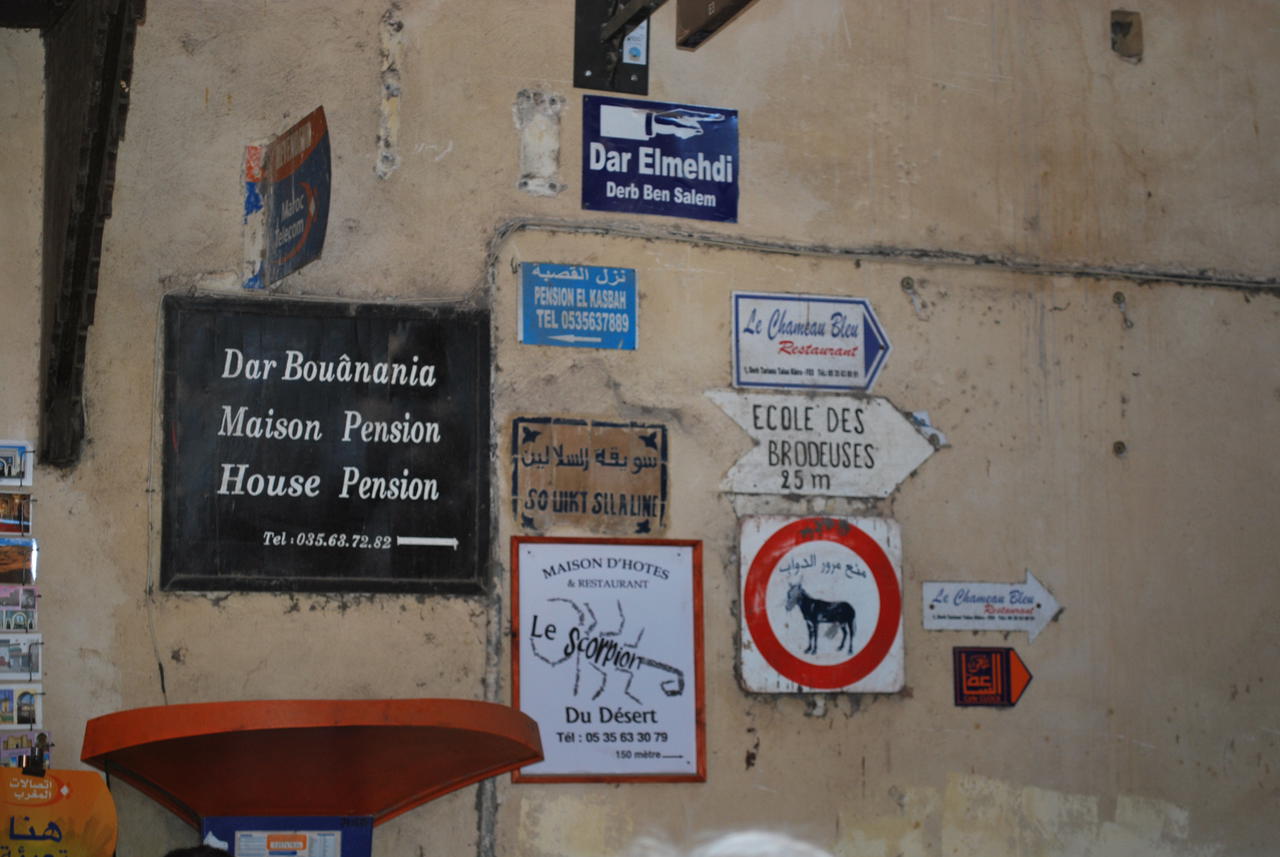 Maroc
Telecom
Dar Elmehdi
Derb Ben Salem
نزل القصبة
PENSION EL KASBAH
TEL 0535637889
Le Chameau Bleu
Restaurant
Dar Bouânania
Maison Pension
House Pension
Tel : 035.63.72.82
ECOLE DES
BRODEUSES
25 m
سويقة السلالين
SOUIKT SILALINE
MAISON D'HOTES
& RESTAURANT
Le Scorpion
Du Désert
Tél : 05 35 63 30 79
150 mètre
منع مرور الدواب
Le Chameau Bleu
Restaurant
الساعة
اتصالات
المغرب
هنا